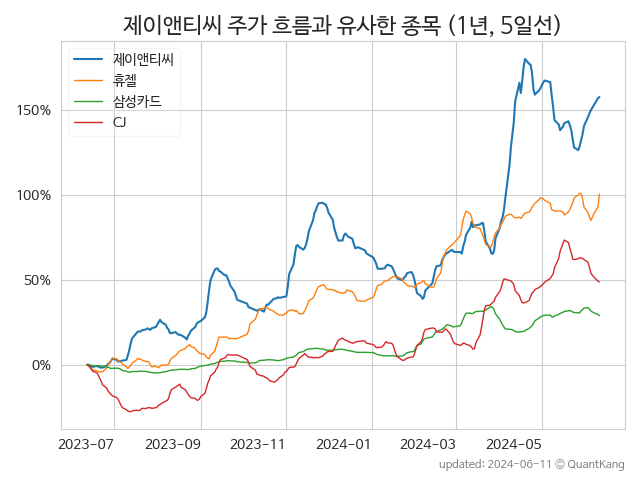 제이앤티씨 주가 흐름과 유사한 종목 (1년, 5일선)
제이앤티씨
휴젤
삼성카드
CJ
150%
100%
50%
0%
2023-07 2023-09 2023-11 2024-01 2024-03 2024-05
updated: 2024-06-11 © QuantKang